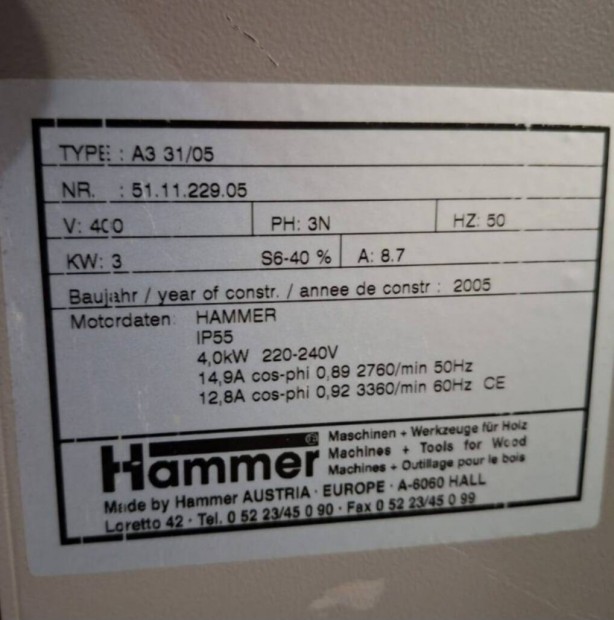 TYPE : A3 31/05
NR. : 51.11.229.05
V: 400 PH: 3N HZ: 50
KW: 3 S6-40 % A: 8.7
Baujahr / year of constr. / annee de constr : 2005
Motordaten: HAMMER
IP55
4,0kW 220-240V
14,9A cos-phi 0,89 2760/min 50Hz
12,8A cos-phi 0,92 3360/min 60Hz CE
Hammer ®
Maschinen + Werkzeuge für Holz
Machines + Tools for Wood
Machines + Outillage pour le bois
Made by Hammer AUSTRIA · EUROPE · A-6060 HALL
Loretto 42 · Tel. 0 52 23/45 0 90 · Fax 0 52 23/45 0 99